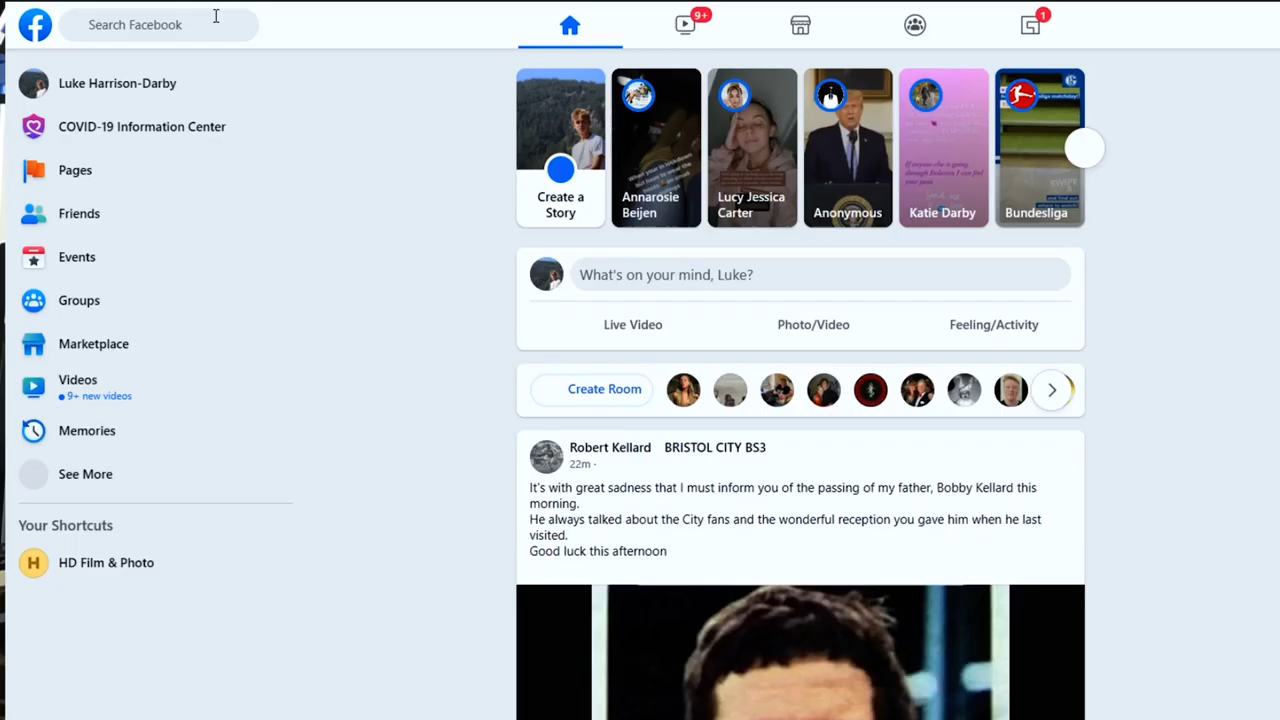 Search Facebook
9+
1
Luke Harrison-Darby
COVID-19 Information Center
Pages
Friends
Events
Groups
Marketplace
Videos
9+ new videos
Memories
See More
Your Shortcuts
H
HD Film & Photo
Create a
Story
Annarosie
Beijen
Lucy Jessica
Carter
Anonymous
Katie Darby
Bundesliga
What's on your mind, Luke?
Live Video
Photo/Video
Feeling/Activity
Create Room
Robert Kellard BRISTOL CITY BS3
22m ·
It's with great sadness that I must inform you of the passing of my father, Bobby Kellard this
morning.
He always talked about the City fans and the wonderful reception you gave him when he last
visited.
Good luck this afternoon